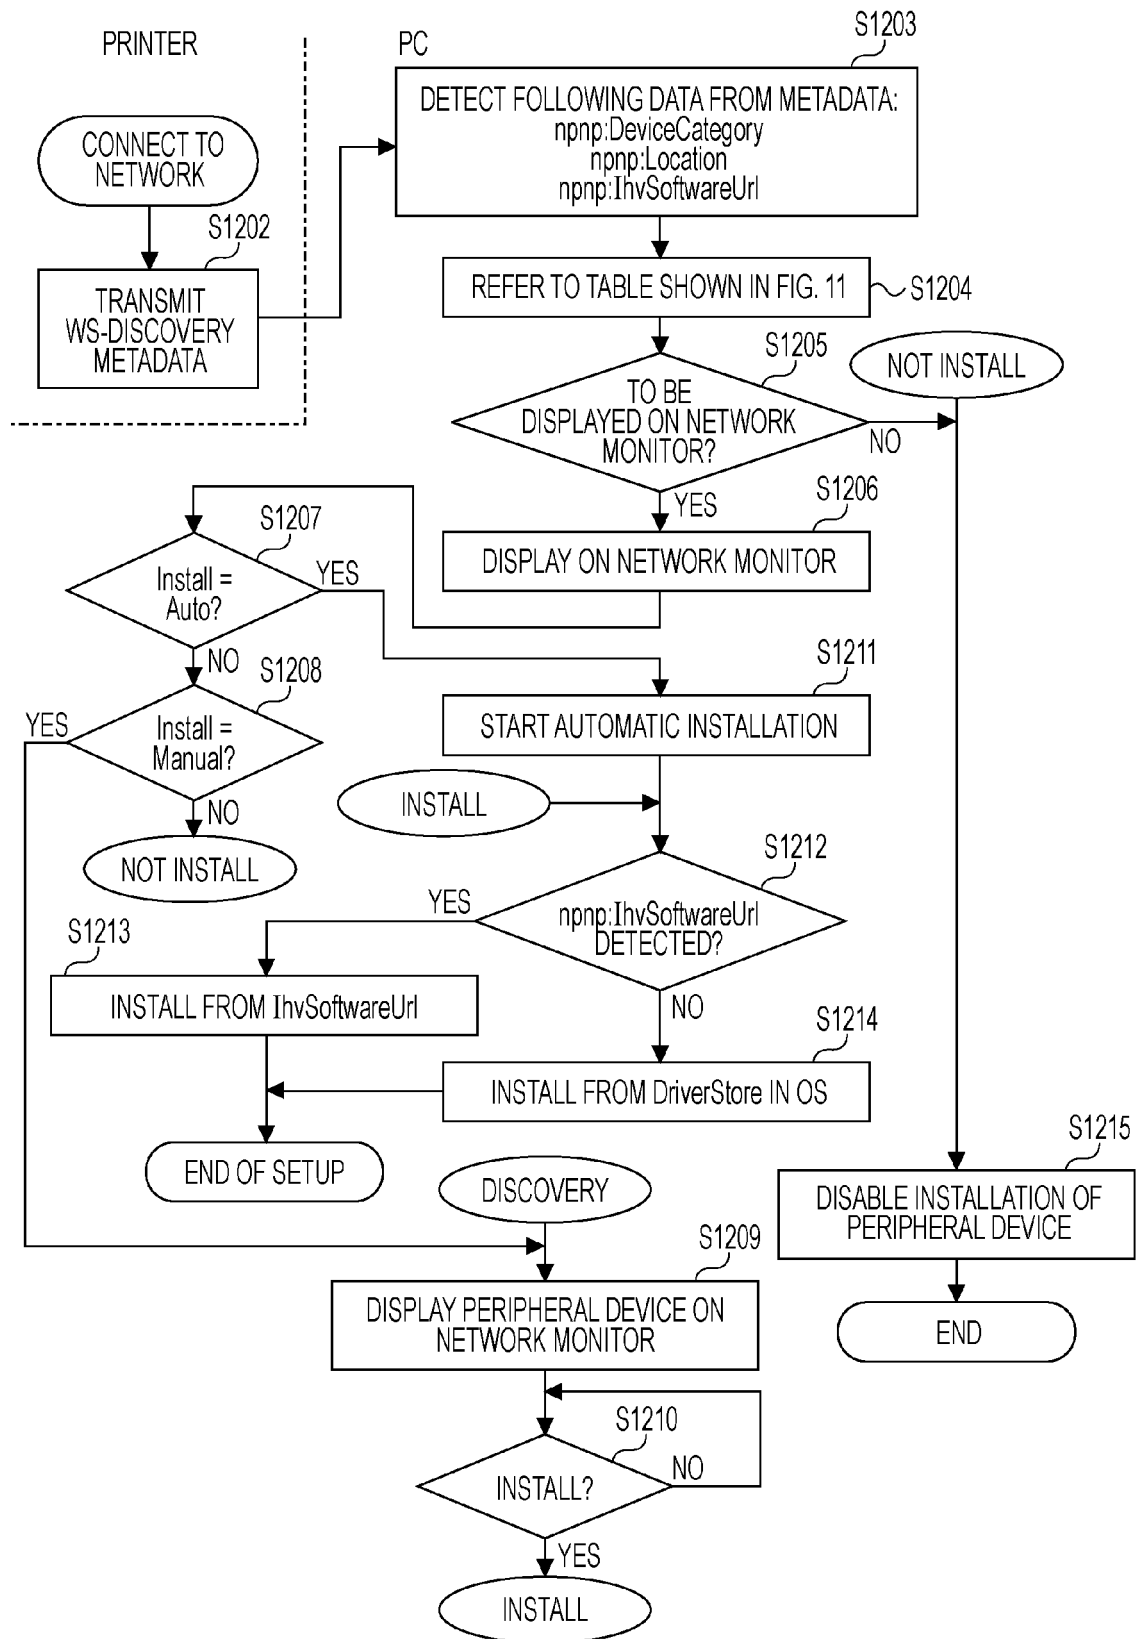 PRINTER
CONNECT TO
NETWORK
S1202
TRANSMIT
WS-DISCOVERY
METADATA
PC
S1203
DETECT FOLLOWING DATA FROM METADATA:
npnp:DeviceCategory
npnp:Location
npnp:IhvSoftwareUrl
REFER TO TABLE SHOWN IN FIG. 11
S1204
S1205
TO BE
DISPLAYED ON NETWORK
MONITOR?
NO
YES
NOT INSTALL
S1206
DISPLAY ON NETWORK MONITOR
S1207
Install =
Auto?
YES
NO
S1208
Install =
Manual?
YES
NO
NOT INSTALL
S1211
START AUTOMATIC INSTALLATION
INSTALL
S1212
npnp:IhvSoftwareUrl
DETECTED?
YES
NO
S1213
INSTALL FROM IhvSoftwareUrl
S1214
INSTALL FROM DriverStore IN OS
END OF SETUP
DISCOVERY
S1209
DISPLAY PERIPHERAL DEVICE ON
NETWORK MONITOR
S1210
INSTALL?
NO
YES
INSTALL
S1215
DISABLE INSTALLATION OF
PERIPHERAL DEVICE
END